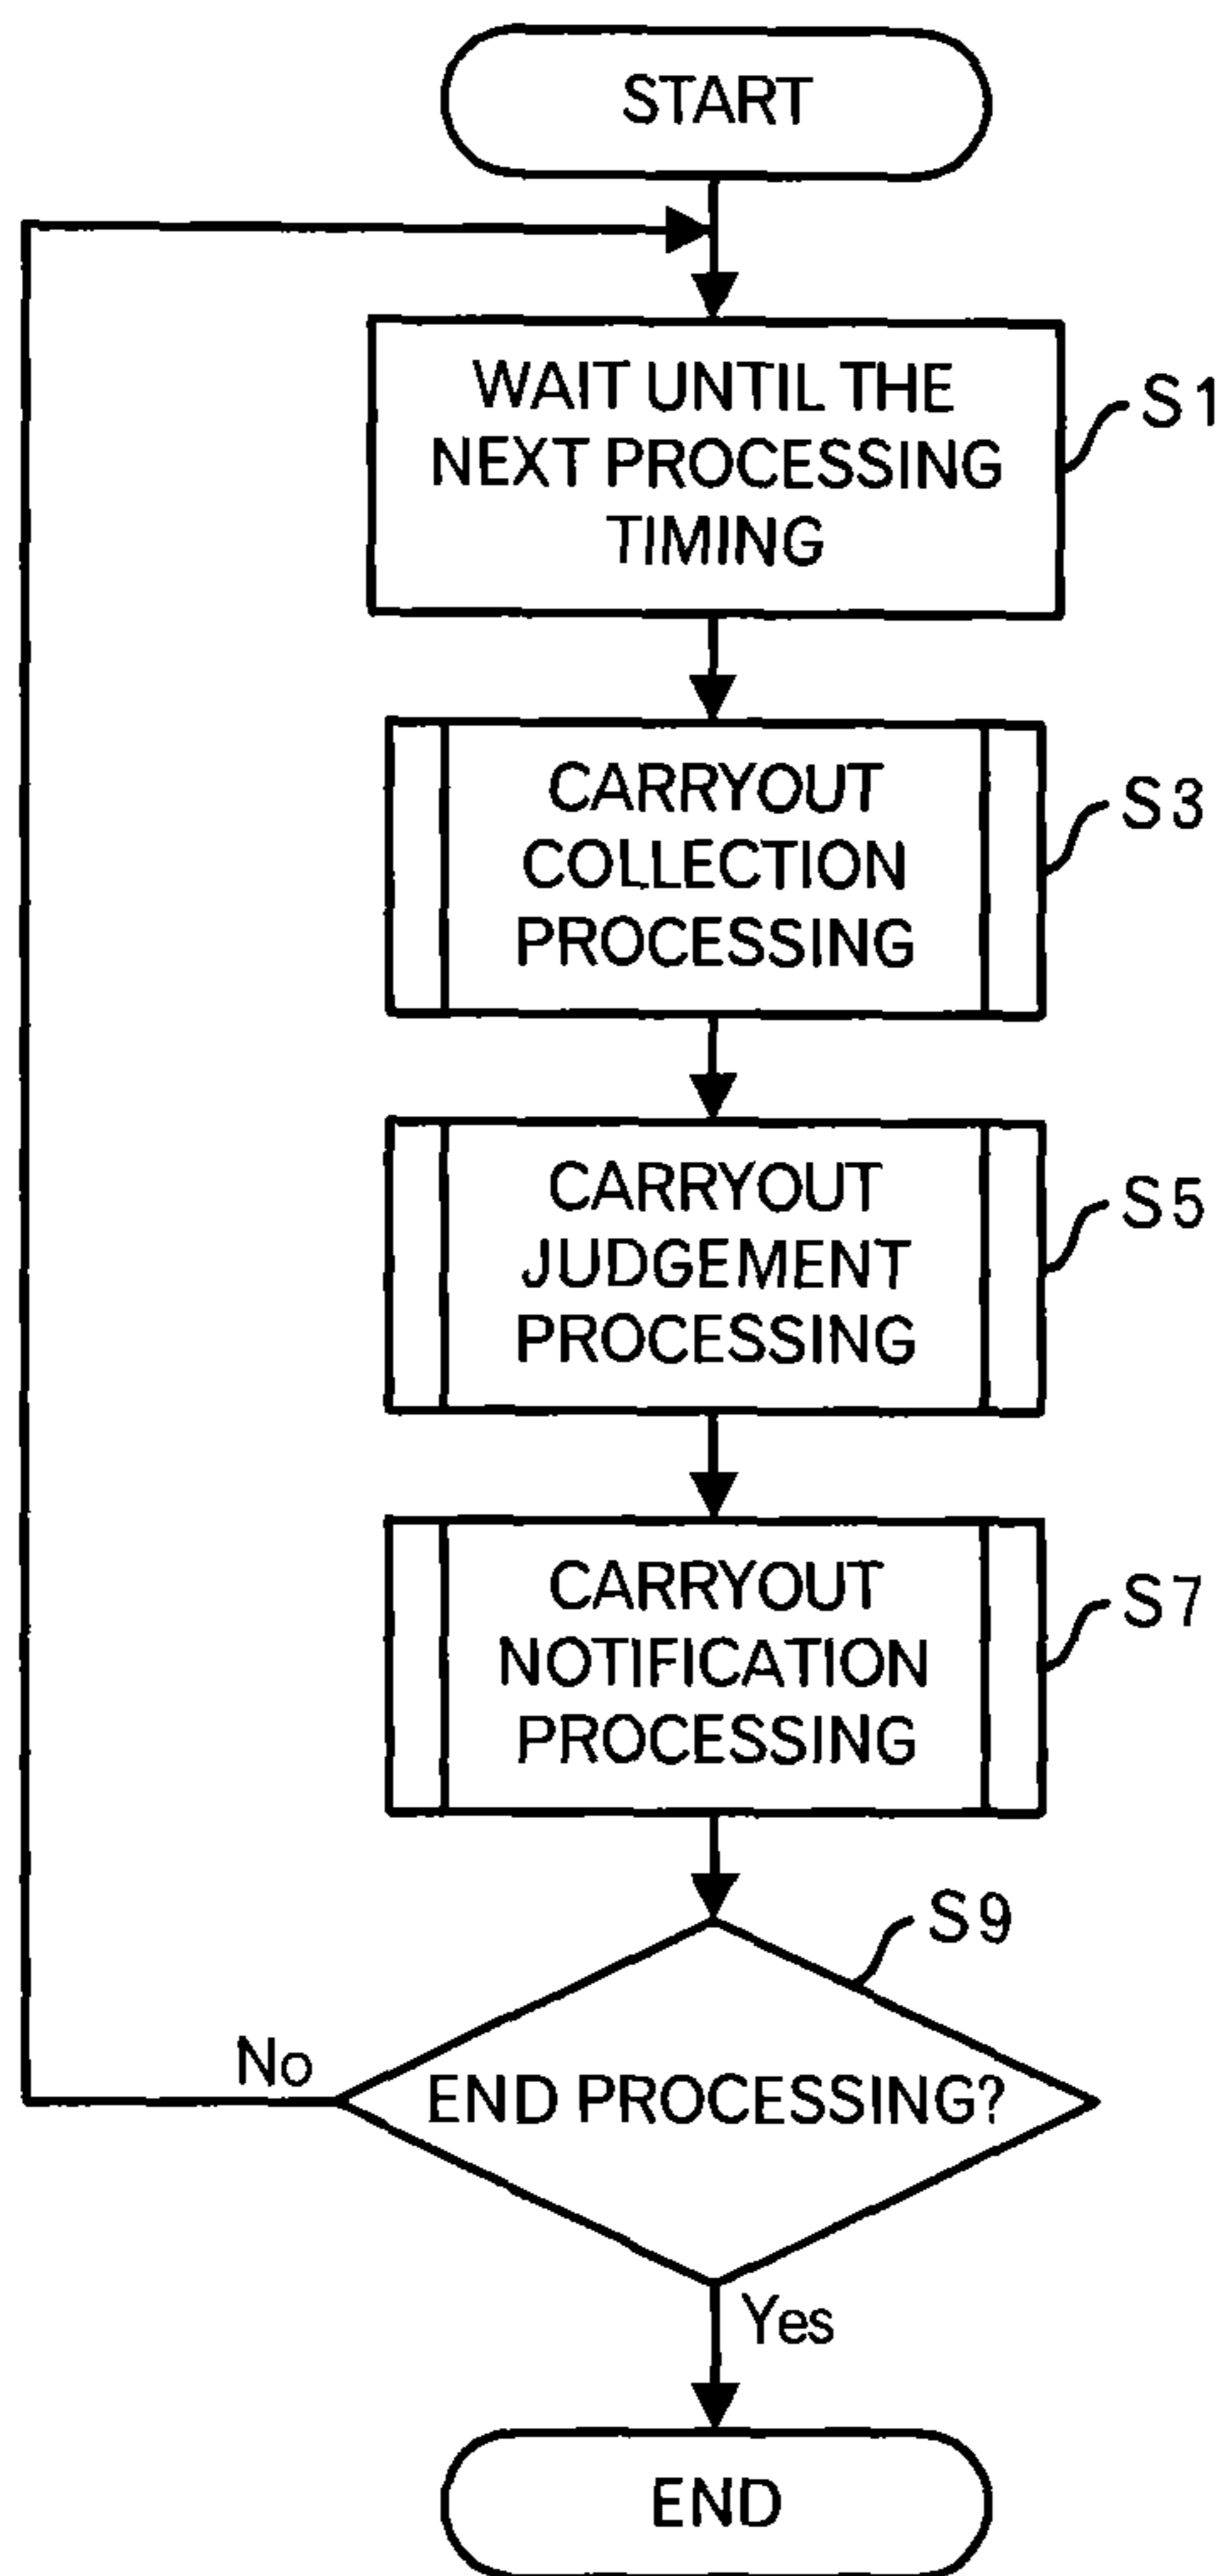 START
WAIT UNTIL THE
NEXT PROCESSING
TIMING
S1
CARRYOUT
COLLECTION
PROCESSING
S3
CARRYOUT
JUDGEMENT
PROCESSING
S5
CARRYOUT
NOTIFICATION
PROCESSING
S7
S9
No
END PROCESSING?
Yes
END